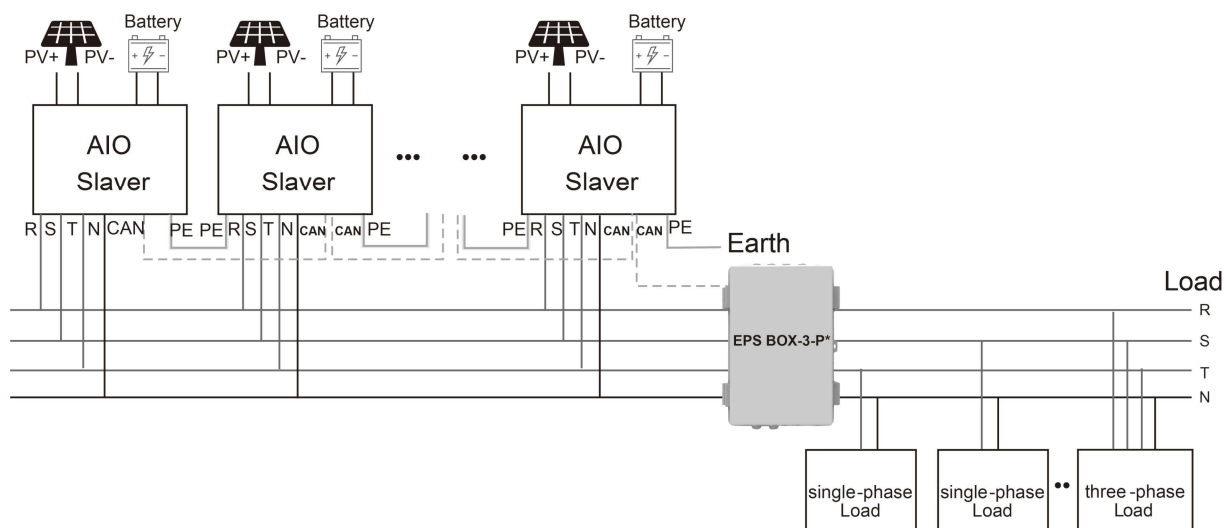 Battery Battery Battery
PV+ PV- PV+ PV- PV+ PV-
+ - + - + -
AIO
Slaver
AIO
Slaver
••• •••
AIO
Slaver
R S T N CAN PE PE R S T N CAN CAN PE PE R S T N CAN CAN PE
Earth
Load
R
EPS BOX-3-P*
S
T
N
single-phase
Load
single-phase
Load
••
three -phase
Load